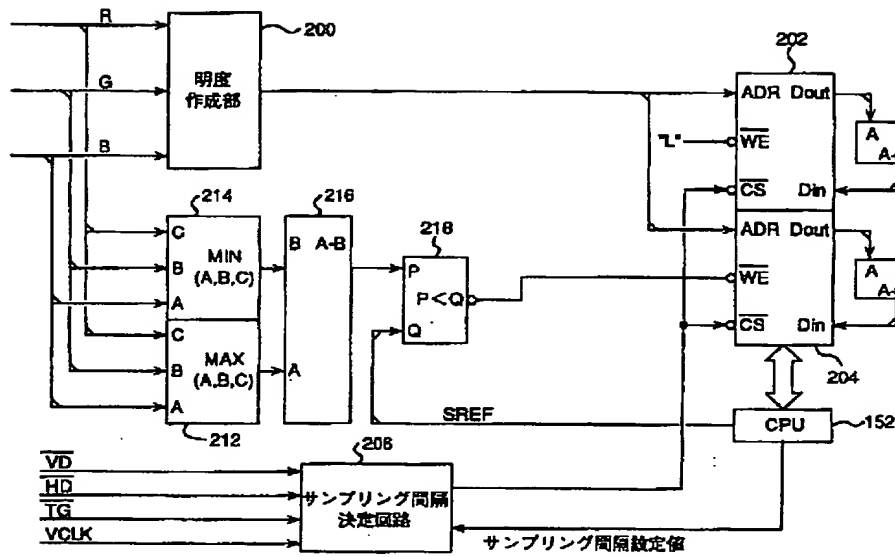 R
200
G
B
明度
作成部
202
ADR Dout
"L"
WE
A
CS Din
214
C
MIN
B (A,B,C)
A
C
MAX
B (A,B,C)
A
212
216
B A-B
A
218
P
P<Q
Q
ADR Dout
WE
A
CS Din
204
SREF
CPU
152
206
VD
HD
TG
VCLK
サンプリング間隔
決定回路
サンプリング間隔設定値